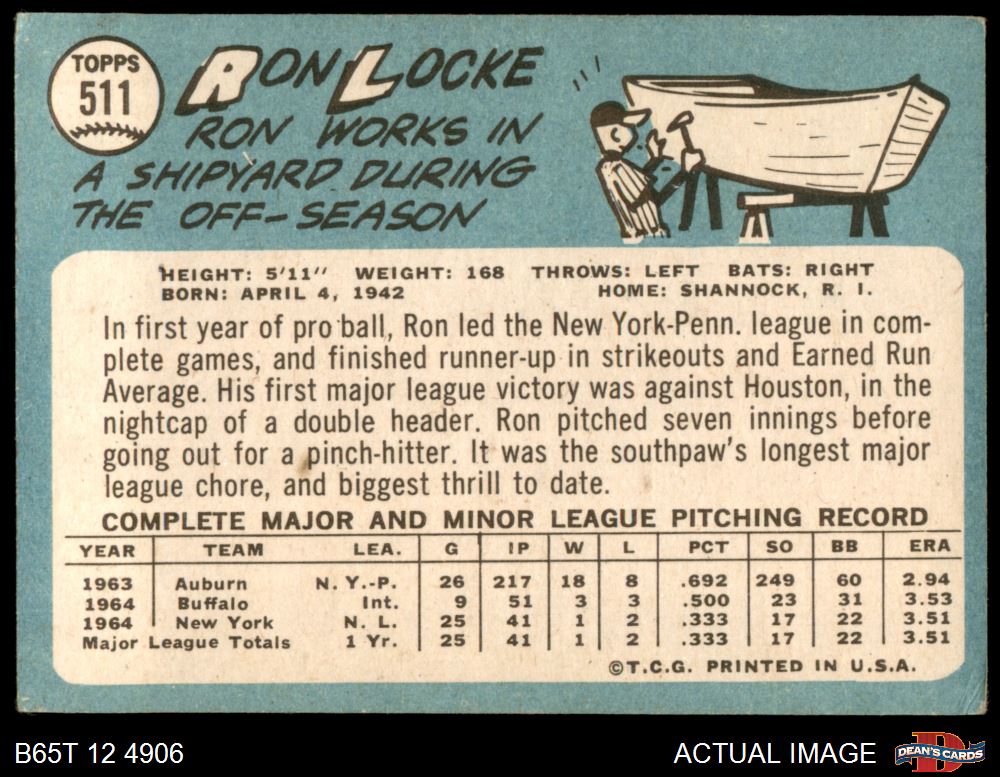 TOPPS
511
RON LOCKE
RON WORKS IN
A SHIPYARD DURING
THE OFF-SEASON
HEIGHT: 5'11" WEIGHT: 168 THROWS: LEFT BATS: RIGHT
BORN: APRIL 4, 1942 HOME: SHANNOCK, R. I.
In first year of pro ball, Ron led the New York-Penn. league in com-
plete games, and finished runner-up in strikeouts and Earned Run
Average. His first major league victory was against Houston, in the
nightcap of a double header. Ron pitched seven innings before
going out for a pinch-hitter. It was the southpaw's longest major
league chore, and biggest thrill to date.
COMPLETE MAJOR AND MINOR LEAGUE PITCHING RECORD
YEAR TEAM LEA. G IP W L PCT SO BB ERA
1963 Auburn N. Y.-P. 26 217 18 8 .692 249 60 2.94
1964 Buffalo Int. 9 51 3 3 .500 23 31 3.53
1964 New York N. L. 25 41 1 2 .333 17 22 3.51
Major League Totals 1 Yr. 25 41 1 2 .333 17 22 3.51
©T.C.G. PRINTED IN U.S.A.
B65T 12 4906 ACTUAL IMAGE DEAN'S CARDS